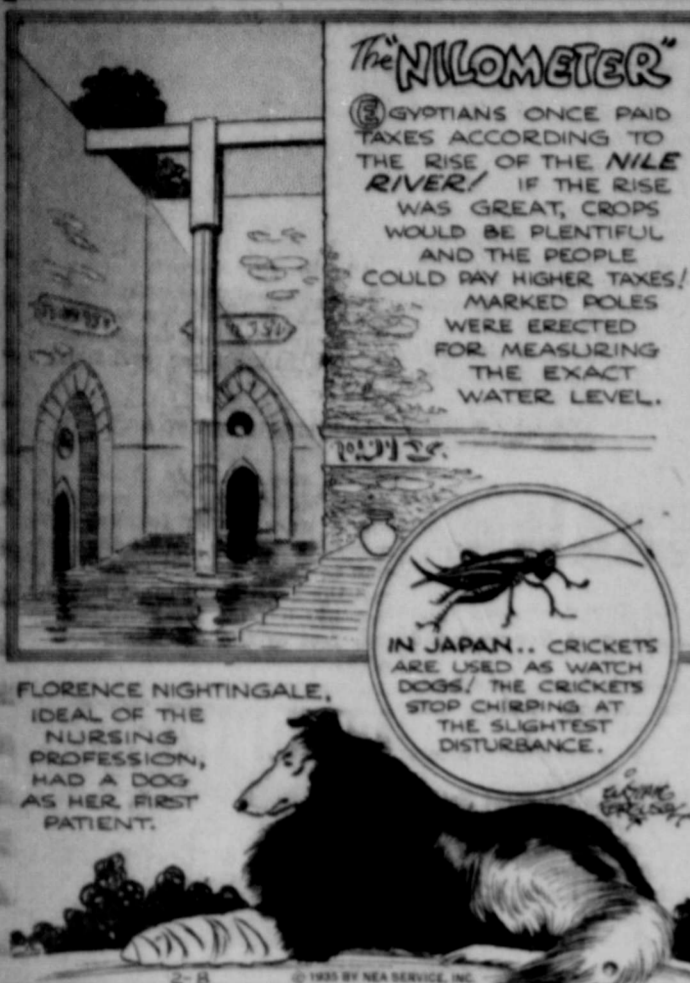 The "NILOMETER"
EGYPTIANS ONCE PAID
TAXES ACCORDING TO
THE RISE OF THE NILE
RIVER! IF THE RISE
WAS GREAT, CROPS
WOULD BE PLENTIFUL
AND THE PEOPLE
COULD PAY HIGHER TAXES!
MARKED POLES
WERE ERECTED
FOR MEASURING
THE EXACT
WATER LEVEL.
IN JAPAN.. CRICKETS
ARE USED AS WATCH
DOGS! THE CRICKETS
STOP CHIRPING AT
THE SLIGHTEST
DISTURBANCE.
FLORENCE NIGHTINGALE,
IDEAL OF THE
NURSING
PROFESSION,
HAD A DOG
AS HER FIRST
PATIENT.
2-8
© 1935 BY NEA SERVICE, INC.